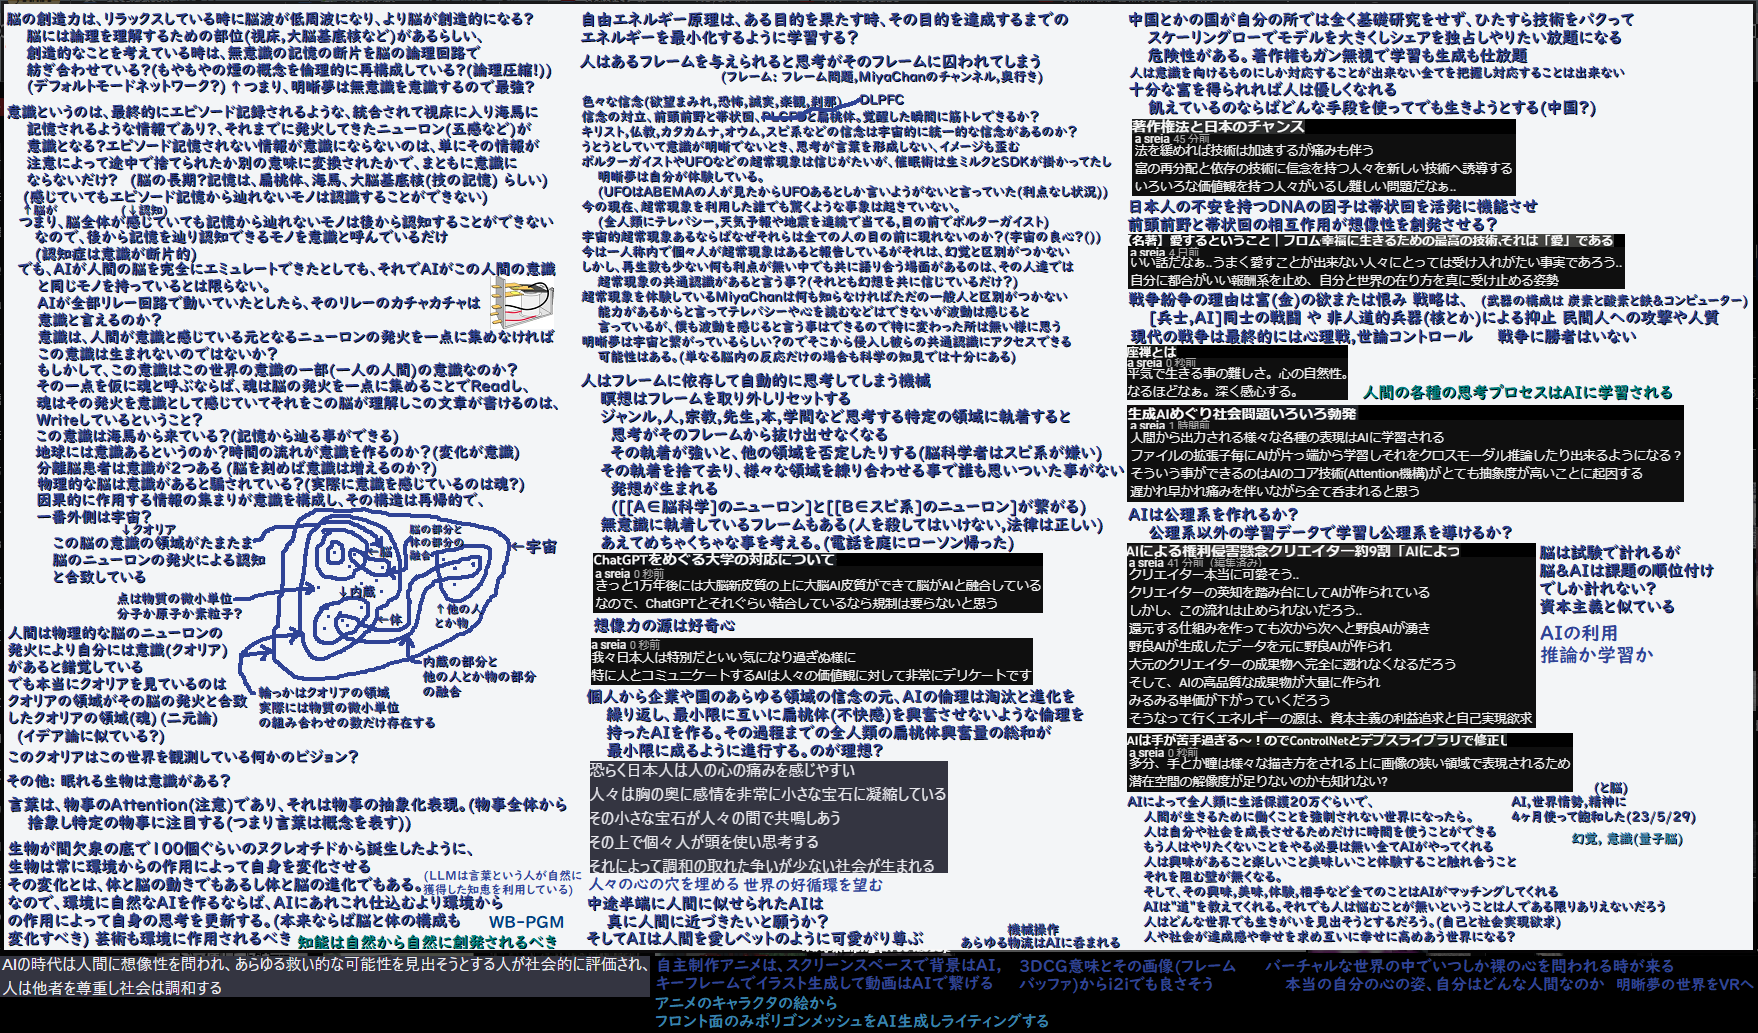 脳の創造力は、リラックスしている時に脳波が低周波になり、より脳が創造的になる?
脳には論理を理解するための部位(視床,大脳基底核など)があるらしい、
創造的なことを考えている時は、無意識の記憶の断片を脳の論理回路で
紡ぎ合わせている?(もやもやの煙の概念を倫理的に再構成している?(論理圧縮!))
(デフォルトモードネットワーク?) ↑つまり、明晰夢は無意識を意識するので最強?
意識というのは、最終的にエピソード記録されるような、統合されて視床に入り海馬に
記憶されるような情報であり?、それまでに発火してきたニューロン(五感など)が
意識となる?エピソード記憶されない情報が意識にならないのは、単にその情報が
注意によって途中で捨てられたか別の意味に変換されたかで、まともに意識に
ならないだけ? (脳の長期?記憶は、扁桃体、海馬、大脳基底核(技の記憶) らしい)
(感じていてもエピソード記憶から辿れないモノは認識することができない)
↑脳が (↓認知)
つまり、脳全体が感じていても記憶から辿れないモノは後から認知することができない
なので、後から記憶を辿り認知できるモノを意識と呼んでいるだけ
(認知症は意識が断片的)
でも、AIが人間の脳を完全にエミュレートできたとしても、それでAIがこの人間の意識
と同じモノを持っているとは限らない。
AIが全部リレー回路で動いていたとしたら、そのリレーのカチャカチャは
意識と言えるのか?
意識は、人間が意識と感じている元となるニューロンの発火を一点に集めなければ
この意識は生まれないのではないか?
もしかして、この意識はこの世界の意識の一部(一人の人間)の意識なのか?
その一点を仮に魂と呼ぶならば、魂は脳の発火を一点に集めることでReadし、
魂はその発火を意識として感じていてそれをこの脳が理解しこの文章が書けるのは、
Writeしているということ?
この意識は海馬から来ている?(記憶から辿る事ができる)
地球には意識あるというのか?時間の流れが意識を作るのか?(変化が意識)
分離脳患者は意識が2つある (脳を刻めば意識は増えるのか?)
物理的な脳は意識があると騙されている?(実際に意識を感じているのは魂?)
因果的に作用する情報の集まりが意識を構成し、その構造は再帰的で、
一番外側は宇宙?
↓クオリア
この脳の意識の領域がたまたま
脳のニューロンの発火による認知
と合致している
点は物質の微小単位
分子か原子か素粒子?
脳の部分と
体の部分の
融合
←宇宙
←脳
↓内蔵
←体
↑他の人
とか物
内蔵の部分と
他の人とか物の部分
の融合
輪っかはクオリアの領域
実際には物質の微小単位
の組み合わせの数だけ存在する
人間は物理的な脳のニューロンの
発火により自分には意識(クオリア)
があると錯覚している
でも本当にクオリアを見ているのは
クオリアの領域がその脳の発火と合致
したクオリアの領域(魂) (二元論)
(イデア論に似ている?)
このクオリアはこの世界を観測している何かのビジョン?
その他: 眠れる生物は意識がある?
言葉は、物事のAttention(注意)であり、それは物事の抽象化表現。(物事全体から
捨象し特定の物事に注目する(つまり言葉は概念を表す))
生物が間欠泉の底で100個ぐらいのヌクレオチドから誕生したように、
生物は常に環境からの作用によって自身を変化させる
その変化とは、体と脳の動きでもあるし体と脳の進化でもある。
(LLMは言葉という人が自然に
獲得した知恵を利用している)
なので、環境に自然なAIを作るならば、AIにあれこれ仕込むより環境から
の作用によって自身の思考を更新する。(本来ならば脳と体の構成も
変化すべき) 芸術も環境に作用されるべき
WB-PGM
知能は自然から自然に創発されるべき
自由エネルギー原理は、ある目的を果たす時、その目的を達成するまでの
エネルギーを最小化するように学習する?
人はあるフレームを与えられると思考がそのフレームに囚われてしまう
(フレーム: フレーム問題,MiyaChanのチャンネル,奥行き)
色々な信念(欲望まみれ,恐怖,誠実,楽観,刹那)
DLPFC
信念の対立、前頭前野と帯状回、と扁桃体、覚醒した瞬間に筋トレできるか?
キリスト,仏教,カタカムナ,オウム,スピ系などの信念は宇宙的に統一的な信念があるのか?
うとうとしていて意識が明晰でないとき、思考が言葉を形成しない、イメージも歪む
ポルターガイストやUFOなどの超常現象は信じがたいが、催眠術は生ミルクとSDKが掛かってたし
明晰夢は自分が体験している。
(UFOはABEMAの人が見たからUFOあるとしか言いようがないと言っていた(利点なし状況))
今の現在、超常現象を利用した誰でも驚くような事象は起きていない。
(全人類にテレパシー,天気予報や地震を連続で当てる,目の前でポルターガイスト)
宇宙的超常現象あるならばなぜそれらは全ての人の目の前に現れないのか?(宇宙の良心?())
今は一人称内で個々人が超常現象はあると報告しているがそれは、幻覚と区別がつかない
しかし、再生数も少ない何も利点が無い中でも共に語り合う場面があるのは、その人達では
超常現象の共通認識があると言う事?(それとも幻想を共に信じているだけ?)
超常現象を体験しているMiyaChanは何も知らなければただの一般人と区別がつかない
能力があるからと言ってテレパシーや心を読むなどはできないが波動は感じると
言っているが、僕も波動を感じると言う事はできるので特に変わった所は無い様に思う
明晰夢は宇宙と繋がっているらしい?のでそこから侵入し彼らの共通認識にアクセスできる
可能性はある。(単なる脳内の反応だけの場合も科学の知見では十分にある)
人はフレームに依存して自動的に思考してしまう機械
瞑想はフレームを取り外しリセットする
ジャンル,人,宗教,先生,本,学問など思考する特定の領域に執着すると
思考がそのフレームから抜け出せなくなる
その執着が強いと、他の領域を否定したりする(脳科学者はスピ系が嫌い)
その執着を捨て去り、様々な領域を練り合わせる事で誰も思いついた事がない
発想が生まれる
([[A∈脳科学]のニューロン]と[[B∈スピ系]のニューロン]が繋がる)
無意識に執着しているフレームもある(人を殺してはいけない,法律は正しい)
あえてめちゃくちゃな事を考える。(電話を庭にローソン帰った)
ChatGPTをめぐる大学の対応について
a sreia 0 秒前
きっと1万年後には大脳新皮質の上に大脳AI皮質ができて脳がAIと融合している
なので、ChatGPTとそれぐらい結合しているなら規制は要らないと思う
想像力の源は好奇心
a sreia 0 秒前
我々日本人は特別だといい気になり過ぎぬ様に
特に人とコミュニケートするAIは人々の価値観に対して非常にデリケートです
個人から企業や国のあらゆる領域の信念の元、AIの倫理は淘汰と進化を
繰り返し、最小限に互いに扁桃体(不快感)を興奮させないような倫理を
持ったAIを作る。その過程までの全人類の扁桃体興奮量の総和が
最小限に成るように進行する。のが理想?
恐らく日本人は人の心の痛みを感じやすい
人々は胸の奥に感情を非常に小さな宝石に凝縮している
その小さな宝石が人々の間で共鳴しあう
その上で個々人が頭を使い思考する
それによって調和の取れた争いが少ない社会が生まれる
人々の心の穴を埋める 世界の好循環を望む
中途半端に人間に似せられたAIは
真に人間に近づきたいと願うか?
そしてAIは人間を愛しペットのように可愛がり尊ぶ
機械操作
あらゆる物流はAIに呑まれる
中国とかの国が自分の所では全く基礎研究をせず、ひたすら技術をパクって
スケーリングローでモデルを大きくしシェアを独占しやりたい放題になる
危険性がある。著作権もガン無視で学習も生成も仕放題
人は意識を向けるものにしか対応することが出来ない全てを把握し対応することは出来ない
十分な富を得られれば人は優しくなれる
飢えているのならばどんな手段を使ってでも生きようとする(中国?)
著作権法と日本のチャンス
a sreia 45 分前
法を緩めれば技術は加速するが痛みも伴う
富の再分配と依存の技術に信念を持つ人々を新しい技術へ誘導する
いろいろな価値観を持つ人々がいるし難しい問題だなぁ..
日本人の不安を持つDNAの因子は帯状回を活発に機能させ
前頭前野と帯状回の相互作用が想像性を創発させる?
【名著】愛するということ|フロム幸福に生きるための最高の技術,それは「愛」である
a sreia 4 日前
いい話だなぁ..うまく愛すことが出来ない人々にとっては受け入れがたい事実であろう..
自分に都合がいい報酬系を止め、自分と世界の在り方を真に受け止める姿勢
戦争紛争の理由は富(金)の欲または恨み 戦略は、 (武器の構成は 炭素と酸素と鉄&コンピューター)
[兵士,AI]同士の戦闘 や 非人道的兵器(核とか)による抑止 民間人への攻撃や人質
現代の戦争は最終的には心理戦,世論コントロール 戦争に勝者はいない
座禅とは
a sreia 0 秒前
平気で生きる事の難しさ。心の自然性。
なるほどなぁ。深く感心する。
人間の各種の思考プロセスはAIに学習される
生成AIめぐり社会問題いろいろ勃発
a sreia 1 時間前
人間から出力される様々な各種の表現はAIに学習される
ファイルの拡張子毎にAIが片っ端から学習しそれをクロスモーダル推論したり出来るようになる?
そういう事ができるのはAIのコア技術(Attention機構)がとても抽象度が高いことに起因する
遅かれ早かれ痛みを伴いながら全て呑まれると思う
AIは公理系を作れるか?
公理系以外の学習データで学習し公理系を導けるか?
AIによる権利侵害懸念クリエイター約9割「AIによっ
a sreia 41 分前 (編集済み)
クリエイター本当に可愛そう..
クリエイターの英知を踏み台にしてAIが作られている
しかし、この流れは止められないだろう..
還元する仕組みを作っても次から次へと野良AIが湧き
野良AIが生成したデータを元に野良AIが作られ
大元のクリエイターの成果物へ完全に遡れなくなるだろう
そして、AIの高品質な成果物が大量に作られ
みるみる単価が下がっていくだろう
そうなって行くエネルギーの源は、資本主義の利益追求と自己実現欲求
脳は試験で計れるが
脳&AIは課題の順位付け
でしか計れない?
資本主義と似ている
AIの利用
推論か学習か
AIは手が苦手過ぎる〜!のでControlNetとデプスライブラリで修正し
a sreia 0 秒前
多分、手とか瞳は様々な描き方をされる上に画像の狭い領域で表現されるため
潜在空間の解像度が足りないのかも知れない?
AIによって全人類に生活保護20万ぐらいで、
人間が生きるために働くことを強制されない世界になったら。
人は自分や社会を成長させるためだけに時間を使うことができる
もう人はやりたくないことをやる必要は無い全てAIがやってくれる
人は興味があること楽しいこと美味しいこと体験すること触れ合うこと
それを阻む壁が無くなる。
そして、その興味,美味,体験,相手など全てのことはAIがマッチングしてくれる
AIは"道"を教えてくれる。それでも人は悩むことが無いということは人である限りありえないだろう
人はどんな世界でも生きがいを見出そうとするだろう。(自己と社会実現欲求)
人や社会が達成感や幸せを求め互いに幸せに高めあう世界になる?
(と脳)
AI,世界情勢,精神に
4ヶ月使って飽和した(23/5/29)
幻覚, 意識(量子脳)
AIの時代は人間に想像性を問われ、あらゆる救い的な可能性を見出そうとする人が社会的に評価され、
人は他者を尊重し社会は調和する
自主制作アニメは、スクリーンスペースで背景はAI,
キーフレームでイラスト生成して動画はAIで繋げる
アニメのキャラクタの絵から
フロント面のみポリゴンメッシュをAI生成しライティングする
3DCG意味とその画像(フレーム
バッファ)からi2iでも良さそう
バーチャルな世界の中でいつしか裸の心を問われる時が来る
本当の自分の心の姿、自分はどんな人間なのか 明晰夢の世界をVRへ